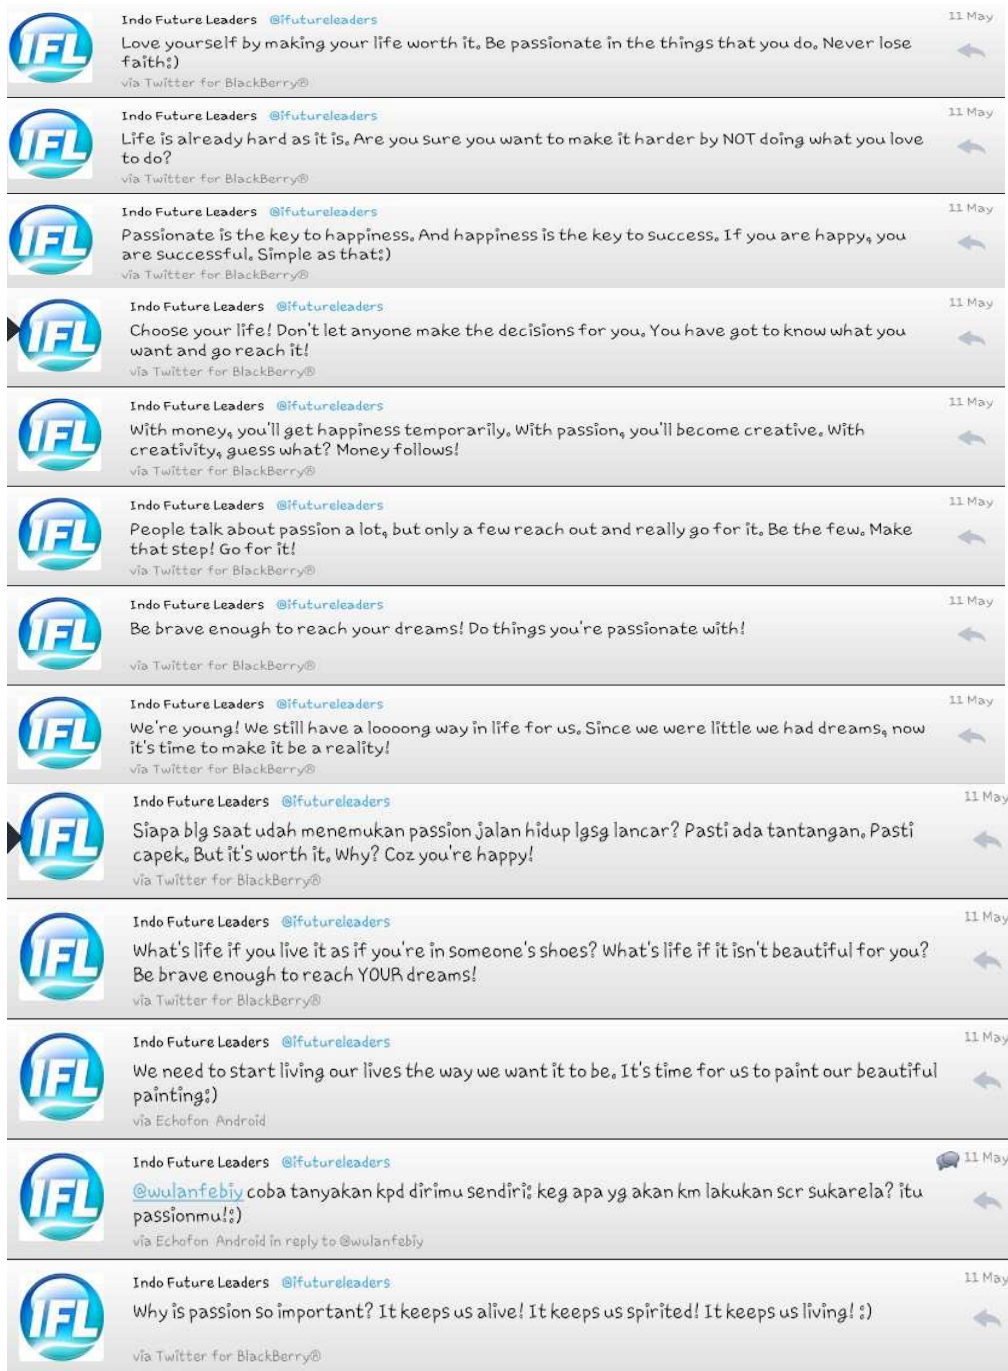 IFL
Indo Future Leaders @ifutureleaders 11 May
Love yourself by making your life worth it. Be passionate in the things that you do. Never lose
faith:)
via Twitter for BlackBerry®
IFL
Indo Future Leaders @ifutureleaders 11 May
Life is already hard as it is. Are you sure you want to make it harder by NOT doing what you love
to do?
via Twitter for BlackBerry®
IFL
Indo Future Leaders @ifutureleaders 11 May
Passionate is the key to happiness. And happiness is the key to success. If you are happy, you
are successful. Simple as that:)
via Twitter for BlackBerry®
IFL
Indo Future Leaders @ifutureleaders 11 May
Choose your life! Don't let anyone make the decisions for you. You have got to know what you
want and go reach it!
via Twitter for BlackBerry®
IFL
Indo Future Leaders @ifutureleaders 11 May
With money, you'll get happiness temporarily. With passion, you'll become creative. With
creativity, guess what? Money follows!
via Twitter for BlackBerry®
IFL
Indo Future Leaders @ifutureleaders 11 May
People talk about passion a lot, but only a few reach out and really go for it. Be the few. Make
that step! Go for it!
via Twitter for BlackBerry®
IFL
Indo Future Leaders @ifutureleaders 11 May
Be brave enough to reach your dreams! Do things you're passionate with!
via Twitter for BlackBerry®
IFL
Indo Future Leaders @ifutureleaders 11 May
We're young! We still have a loooong way in life for us. Since we were little we had dreams, now
it's time to make it be a reality!
via Twitter for BlackBerry®
IFL
Indo Future Leaders @ifutureleaders 11 May
Siapa blg saat udah menemukan passion jalan hidup lgsg lancar? Pasti ada tantangan. Pasti
capek. But it's worth it. Why? Coz you're happy!
via Twitter for BlackBerry®
IFL
Indo Future Leaders @ifutureleaders 11 May
What's life if you live it as if you're in someone's shoes? What's life if it isn't beautiful for you?
Be brave enough to reach YOUR dreams!
via Twitter for BlackBerry®
IFL
Indo Future Leaders @ifutureleaders 11 May
We need to start living our lives the way we want it to be. It's time for us to paint our beautiful
painting:)
via Echofon Android
IFL
Indo Future Leaders @ifutureleaders 11 May
@wulanfebiy coba tanyakan kpd dirimu sendiri; keg apa yg akan km lakukan scr sukarela? itu
passionmu!:)
via Echofon Android in reply to @wulanfebiy
IFL
Indo Future Leaders @ifutureleaders 11 May
Why is passion so important? It keeps us alive! It keeps us spirited! It keeps us living! :)
via Twitter for BlackBerry®